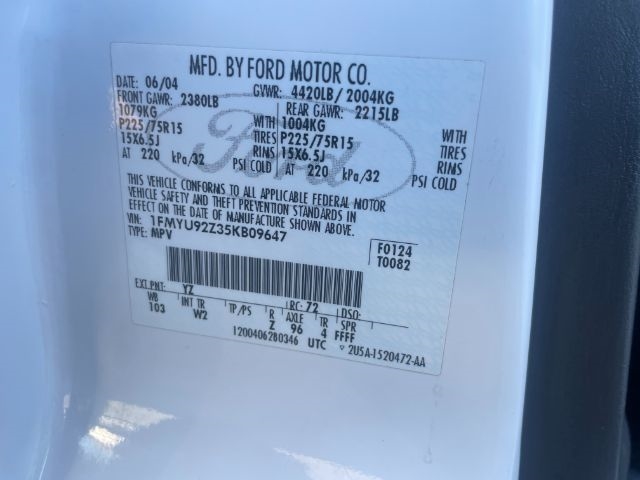 MFD. BY FORD MOTOR CO.
DATE: 06/04 GVWR: 4420LB/ 2004KG
FRONT GAWR: 2380LB REAR GAWR: 2215LB
1079KG WITH 1004KG WITH
P225/75R15 TIRES P225/75R15 TIRES
15X6.5J RINS 15X6.5J RINS
AT 220 kPa/32 PSI COLD AT 220 kPa/32 PSI COLD
Ford
THIS VEHICLE CONFORMS TO ALL APPLICABLE FEDERAL MOTOR
VEHICLE SAFETY AND THEFT PREVENTION STANDARDS IN
EFFECT ON THE DATE OF MANUFACTURE SHOWN ABOVE.
VIN: 1FMYU92Z35KB09647
TYPE: MPV
F0124
T0082
EXT.PNT: YZ RC: 72 DSO:
WB INT TR TP/PS R AXLE TR SPR
103 W2 Z 96 4 FFFF
1200406280346 UTC 2U5A-1520472-AA